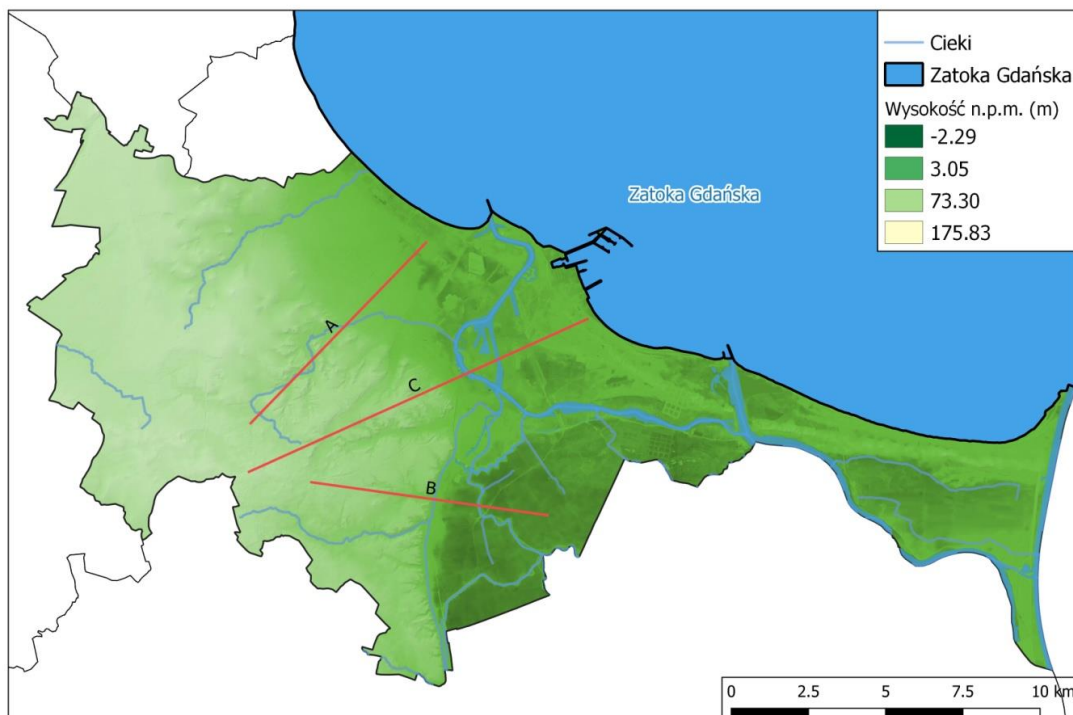 Cieki
Zatoka Gdańska
Wysokość n.p.m. (m)
-2.29
3.05
73.30
175.83
Zatoka Gdańska
A
C
B
0 2.5 5 7.5 10 km